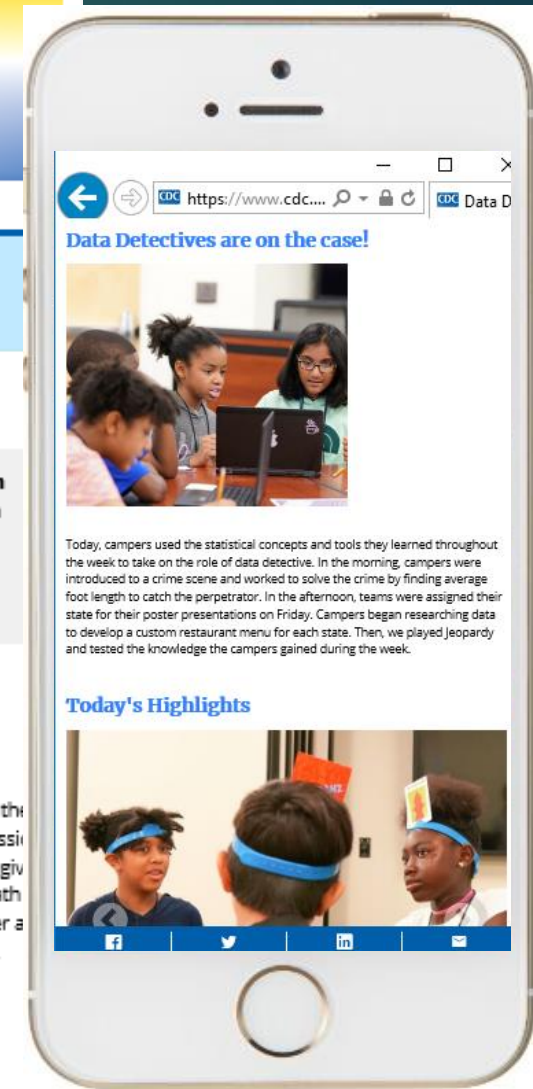 CDC https://www.cdc.... CDC Data D
Data Detectives are on the case!
Today, campers used the statistical concepts and tools they learned throughout
the week to take on the role of data detective. In the morning, campers were
introduced to a crime scene and worked to solve the crime by finding average
foot length to catch the perpetrator. In the afternoon, teams were assigned their
state for their poster presentations on Friday. Campers began researching data
to develop a custom restaurant menu for each state. Then, we played Jeopardy
and tested the knowledge the campers gained during the week.
Today's Highlights
the